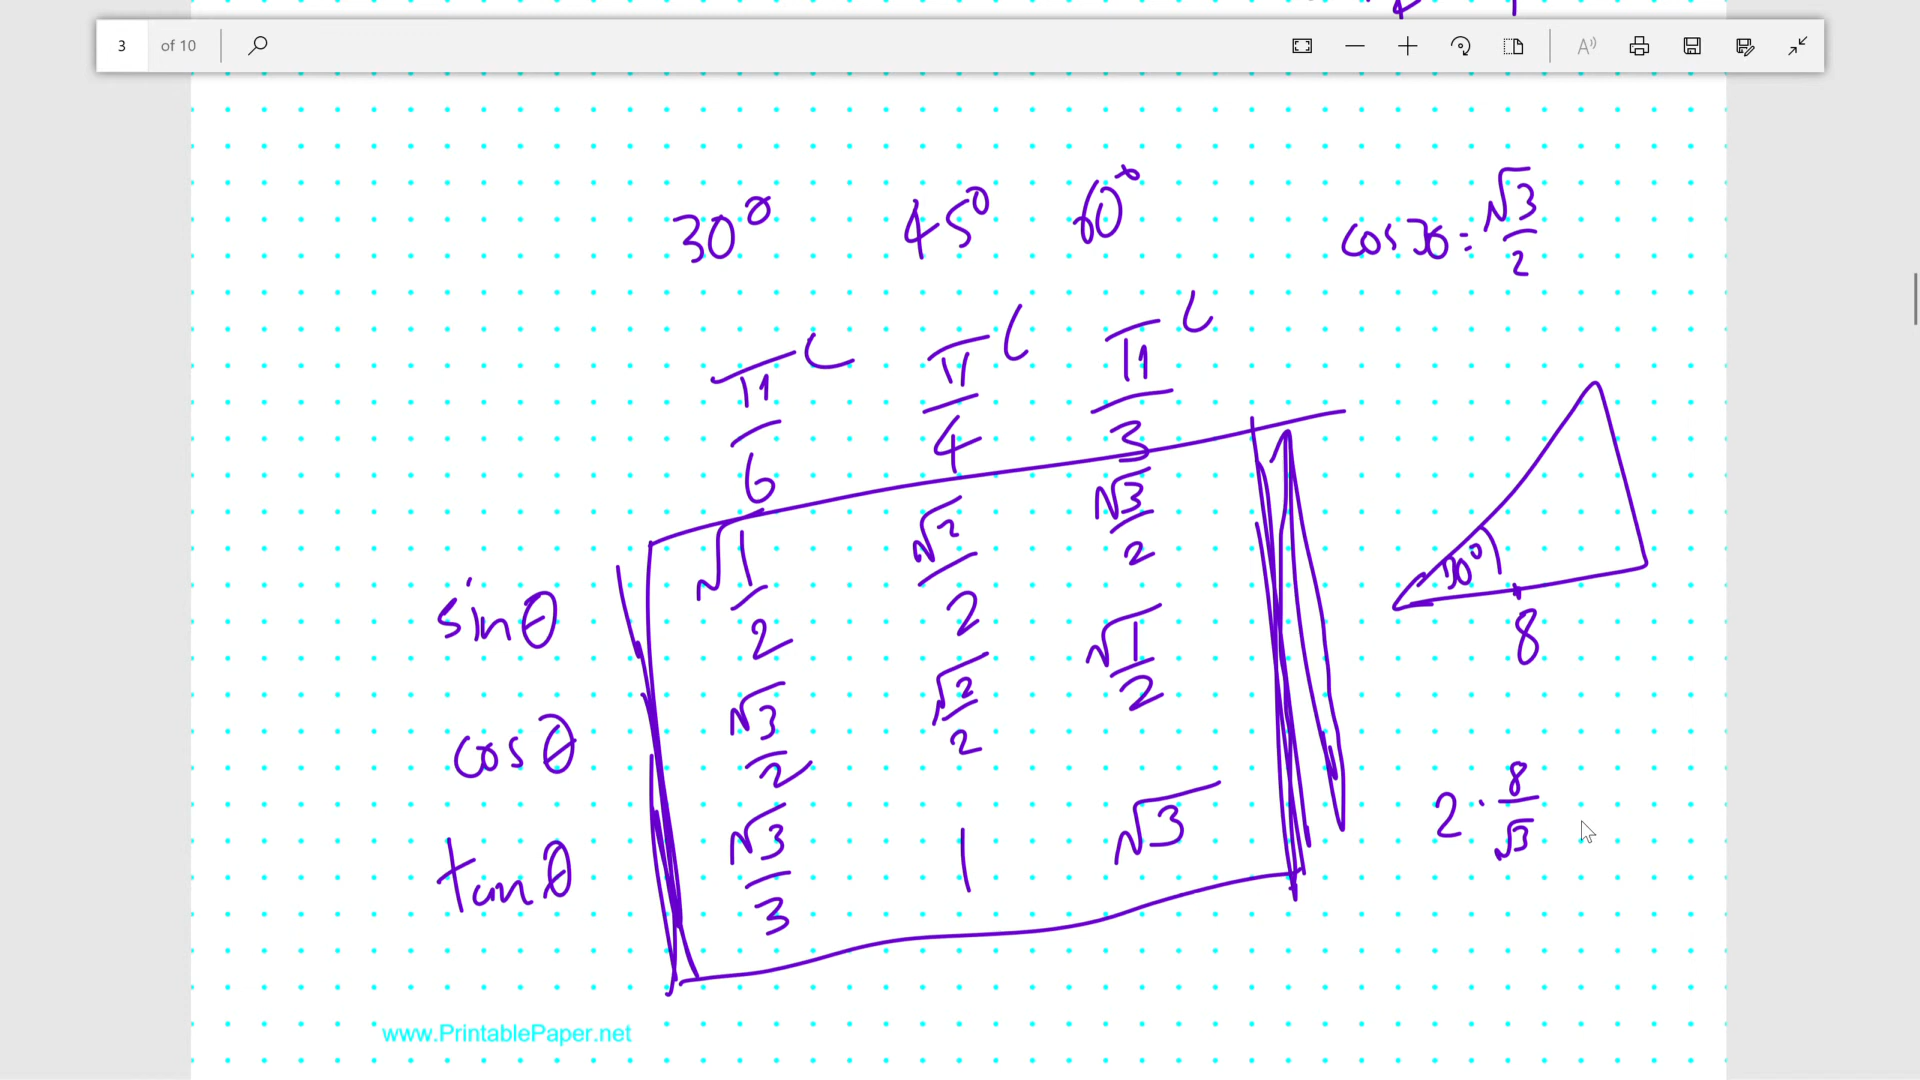 3 of 10
30° 45° 60°
cos 30 = √3/2
π/6 π/4 π/3
sin θ √1/2 √2/2 √3/2
cos θ √3/2 √2/2 √1/2
tan θ √3/3 1 √3
30°
8
2 · 8/√3
www.PrintablePaper.net